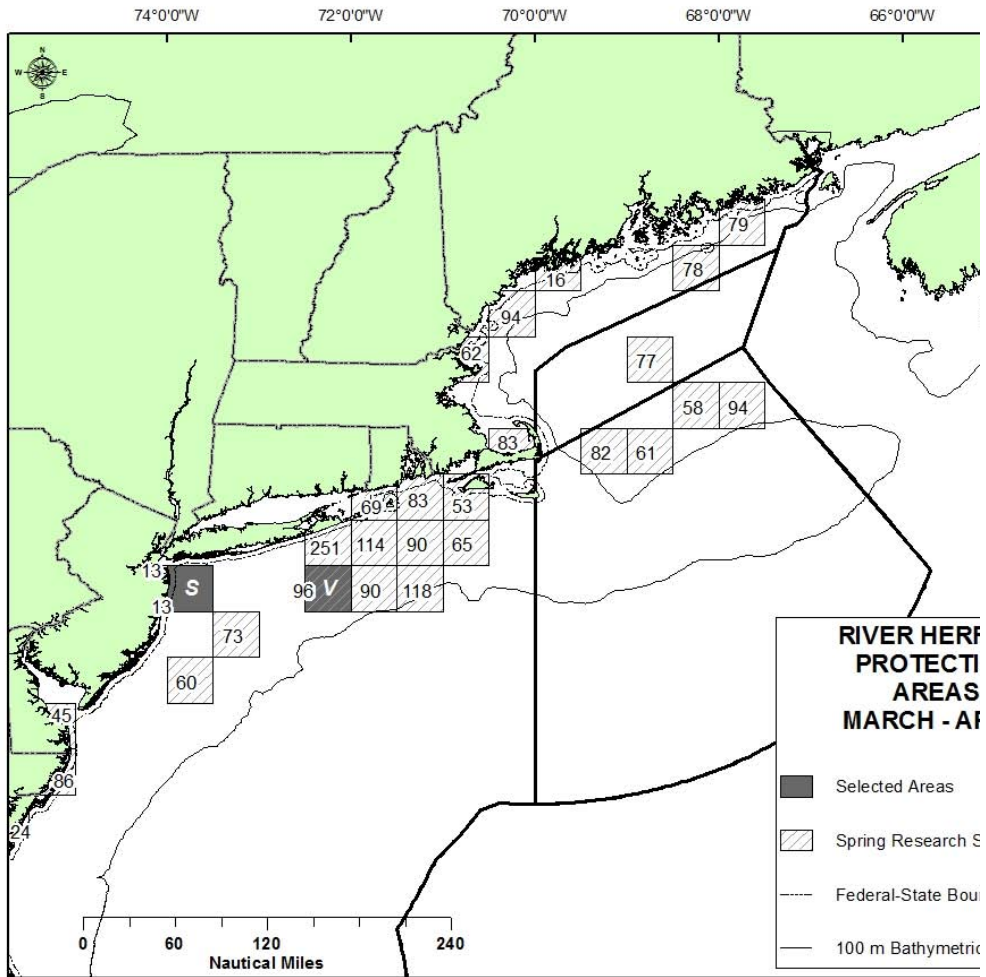 74°0'0"W 72°0'0"W 70°0'0"W 68°0'0"W 66°0'0"W
N
W E
S
79
78
16
94
62
77
58 94
83
82 61
69 83 53
251 114 90 65
13
S
96 V 90 118
13
73
60
45
86
24
RIVER HERR
PROTECTI
AREAS
MARCH - AP
Selected Areas
Spring Research S
Federal-State Bou
100 m Bathymetric
0 60 120 240
Nautical Miles